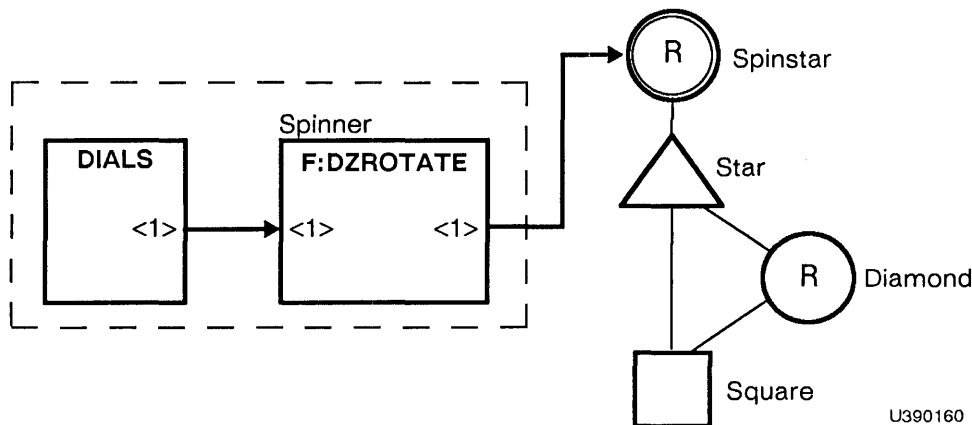 R
Spinstar
Spinner
DIALS
F:DZROTATE
Star
<1>
<1>
<1>
R
Diamond
Square
U390160